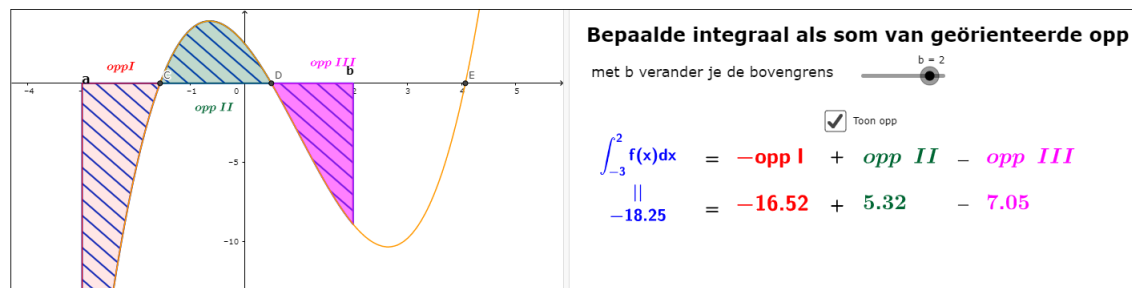 Bepaalde integraal als som van geörienteerde opp
b = 2
met b verander je de bovengrens
Toon opp
∫_{-3}^{2} f(x)dx = −opp I + opp II − opp III
||
−18.25 = −16.52 + 5.32 − 7.05
oppI
opp III
a
b
C
D
E
opp II
−4 −1 0 1 2 4 5
−5
−10